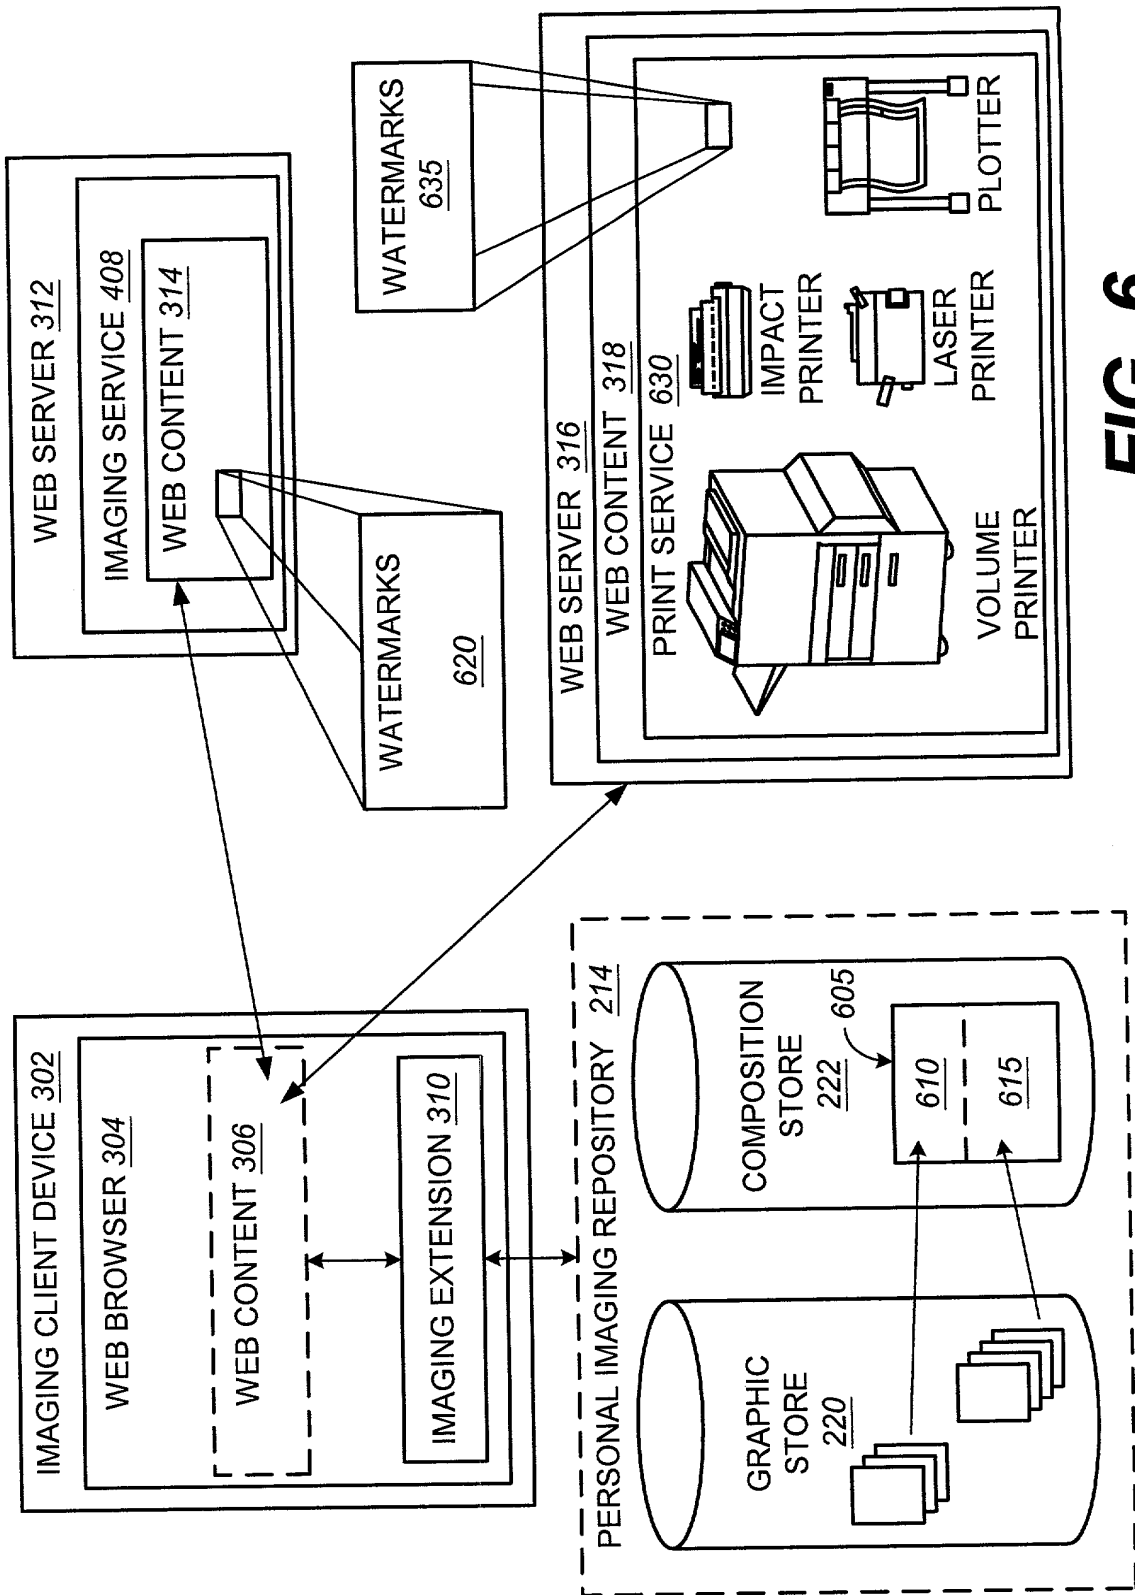 IMAGING CLIENT DEVICE 302
WEB BROWSER 304
WEB CONTENT 306
IMAGING EXTENSION 310
PERSONAL IMAGING REPOSITORY 214
GRAPHIC
STORE
220
COMPOSITION
STORE
222
605
610
615
WEB SERVER 312
IMAGING SERVICE 408
WEB CONTENT 314
WATERMARKS
620
WATERMARKS
635
WEB SERVER 316
WEB CONTENT 318
PRINT SERVICE 630
VOLUME
PRINTER
IMPACT
PRINTER
LASER
PRINTER
PLOTTER
FIG. 6